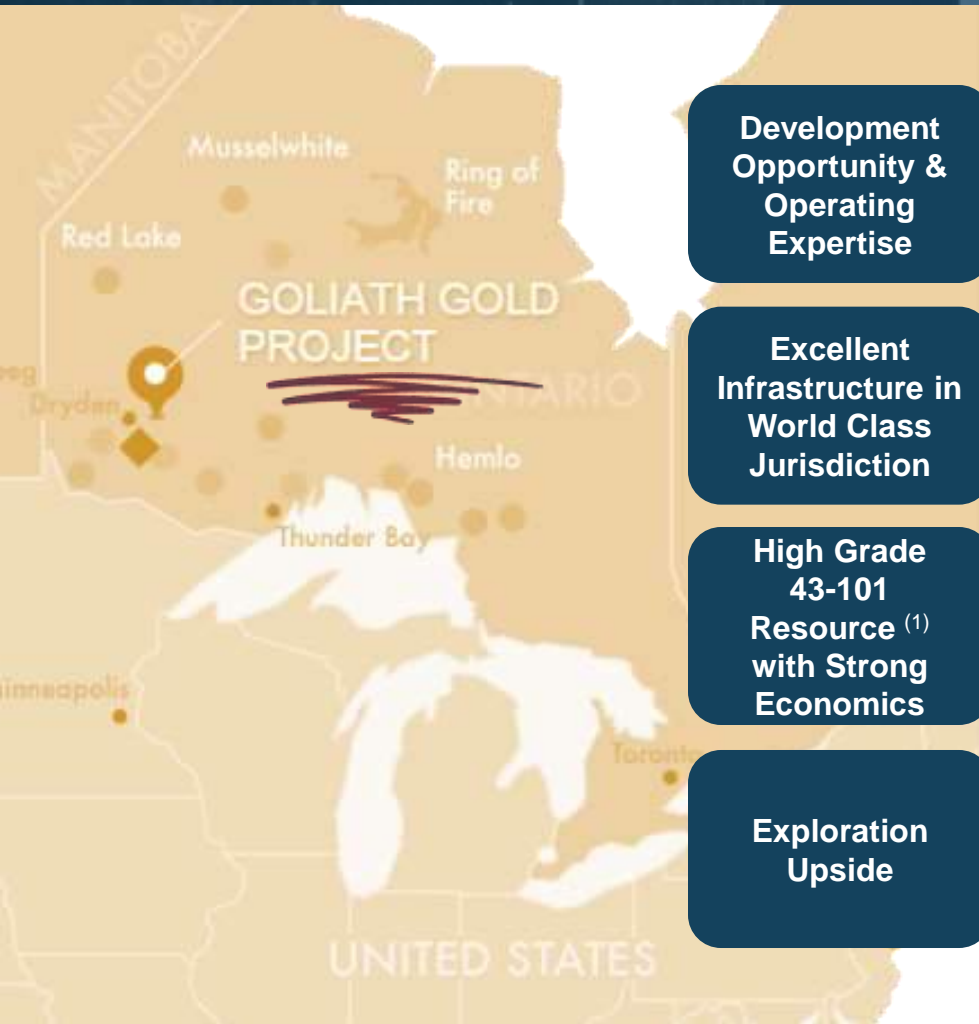 MANITOBA
Musselwhite
Ring of
Fire
Red Lake
GOLIATH GOLD
PROJECT
Dryden
Hemlo
Thunder Bay
Toronto
UNITED STATES
Development
Opportunity &
Operating
Expertise
Excellent
Infrastructure in
World Class
Jurisdiction
High Grade
43-101
Resource (1)
with Strong
Economics
Exploration
Upside